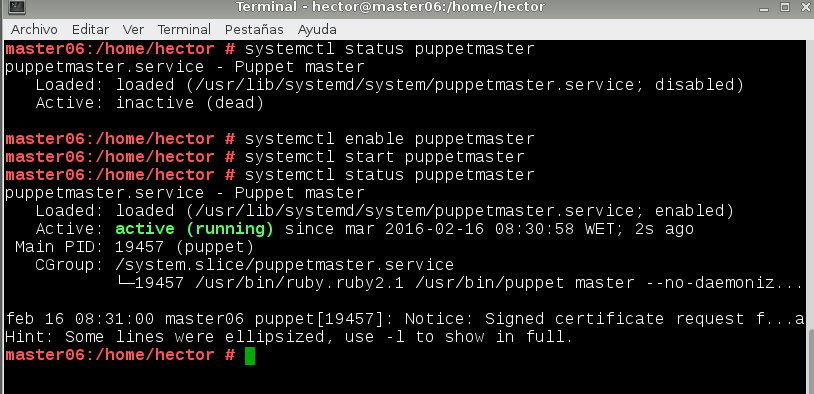 Terminal - hector@master06:/home/hector
Archivo Editar Ver Terminal Pestañas Ayuda
master06:/home/hector # systemctl status puppetmaster
puppetmaster.service - Puppet master
   Loaded: loaded (/usr/lib/systemd/system/puppetmaster.service; disabled)
   Active: inactive (dead)

master06:/home/hector # systemctl enable puppetmaster
master06:/home/hector # systemctl start puppetmaster
master06:/home/hector # systemctl status puppetmaster
puppetmaster.service - Puppet master
   Loaded: loaded (/usr/lib/systemd/system/puppetmaster.service; enabled)
   Active: active (running) since mar 2016-02-16 08:30:58 WET; 2s ago
 Main PID: 19457 (puppet)
   CGroup: /system.slice/puppetmaster.service
           └─19457 /usr/bin/ruby.ruby2.1 /usr/bin/puppet master --no-daemoniz...

feb 16 08:31:00 master06 puppet[19457]: Notice: Signed certificate request f...a
Hint: Some lines were ellipsized, use -l to show in full.
master06:/home/hector #